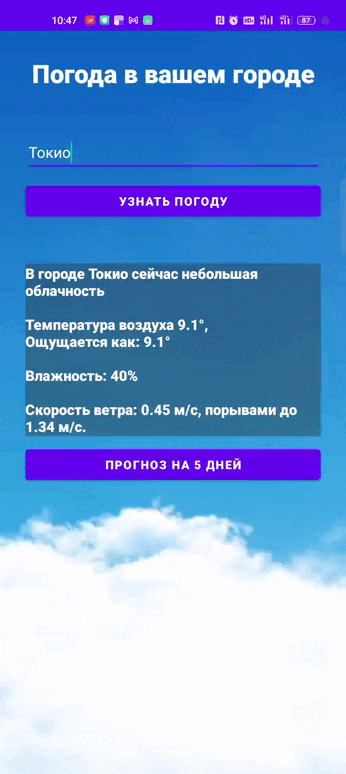 10:47
87
Погода в вашем городе
Токио
УЗНАТЬ ПОГОДУ
В городе Токио сейчас небольшая
облачность
Температура воздуха 9.1°,
Ощущается как: 9.1°
Влажность: 40%
Скорость ветра: 0.45 м/с, порывами до
1.34 м/с.
ПРОГНОЗ НА 5 ДНЕЙ